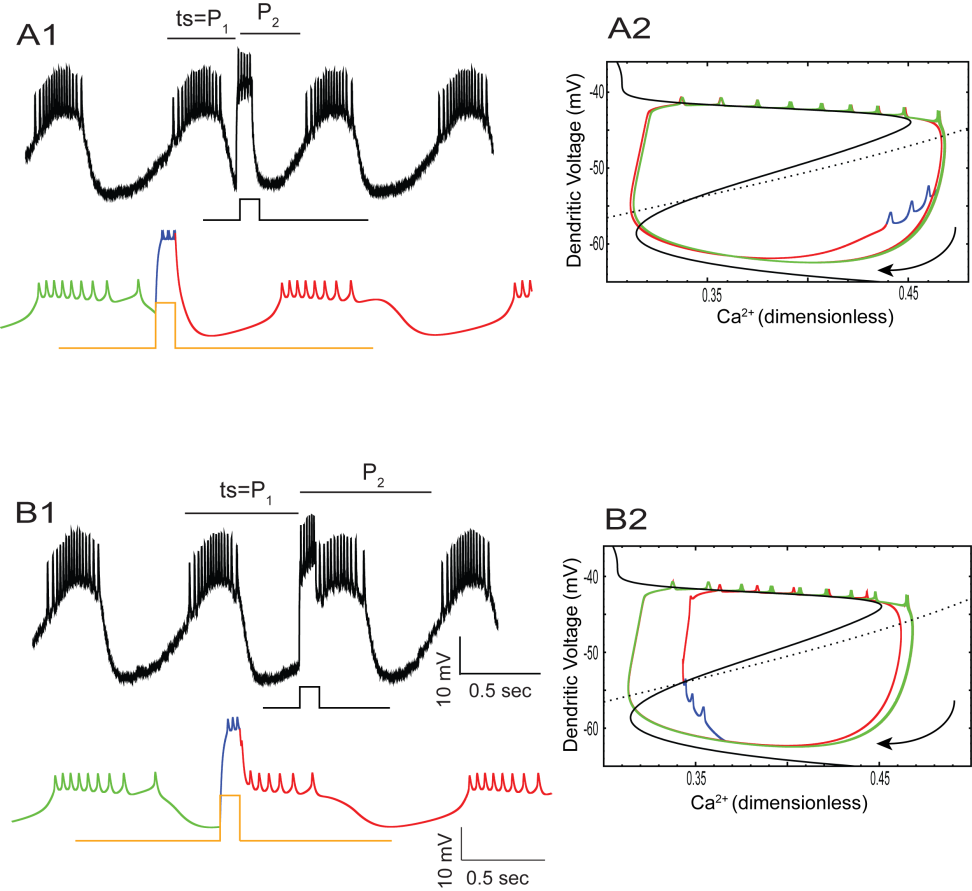 A1
ts=P1
P2
A2
Dendritic Voltage (mV)
-40
-50
-60
0.35
0.45
Ca2+ (dimensionless)
B1
ts=P1
P2
10 mV
0.5 sec
10 mV
0.5 sec
B2
Dendritic Voltage (mV)
-40
-50
-60
0.35
0.45
Ca2+ (dimensionless)